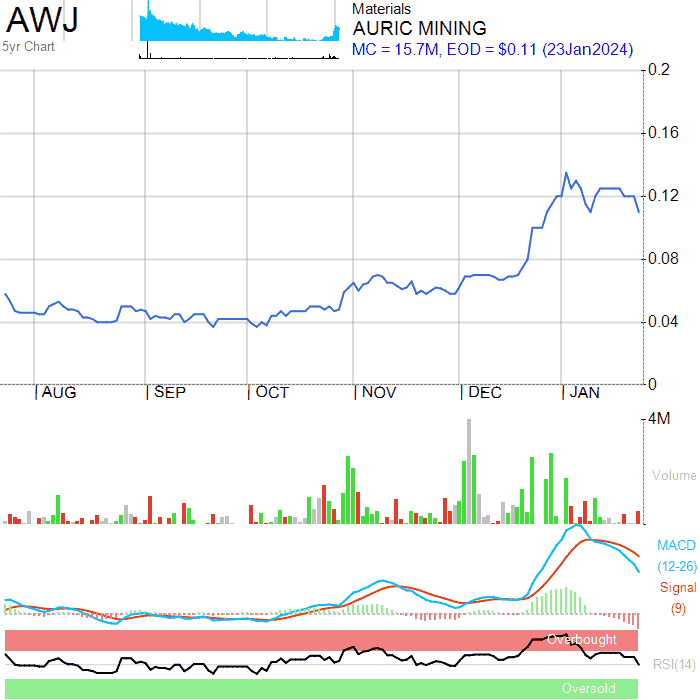 AWJ
5yr Chart
Materials
AURIC MINING
MC = 15.7M, EOD = $0.11 (23Jan2024)
0.2
0.16
0.12
0.08
0.04
0
AUG SEP OCT NOV DEC JAN
4M
Volume
MACD
(12-26)
Signal
(9)
Overbought
RSI(14)
Oversold